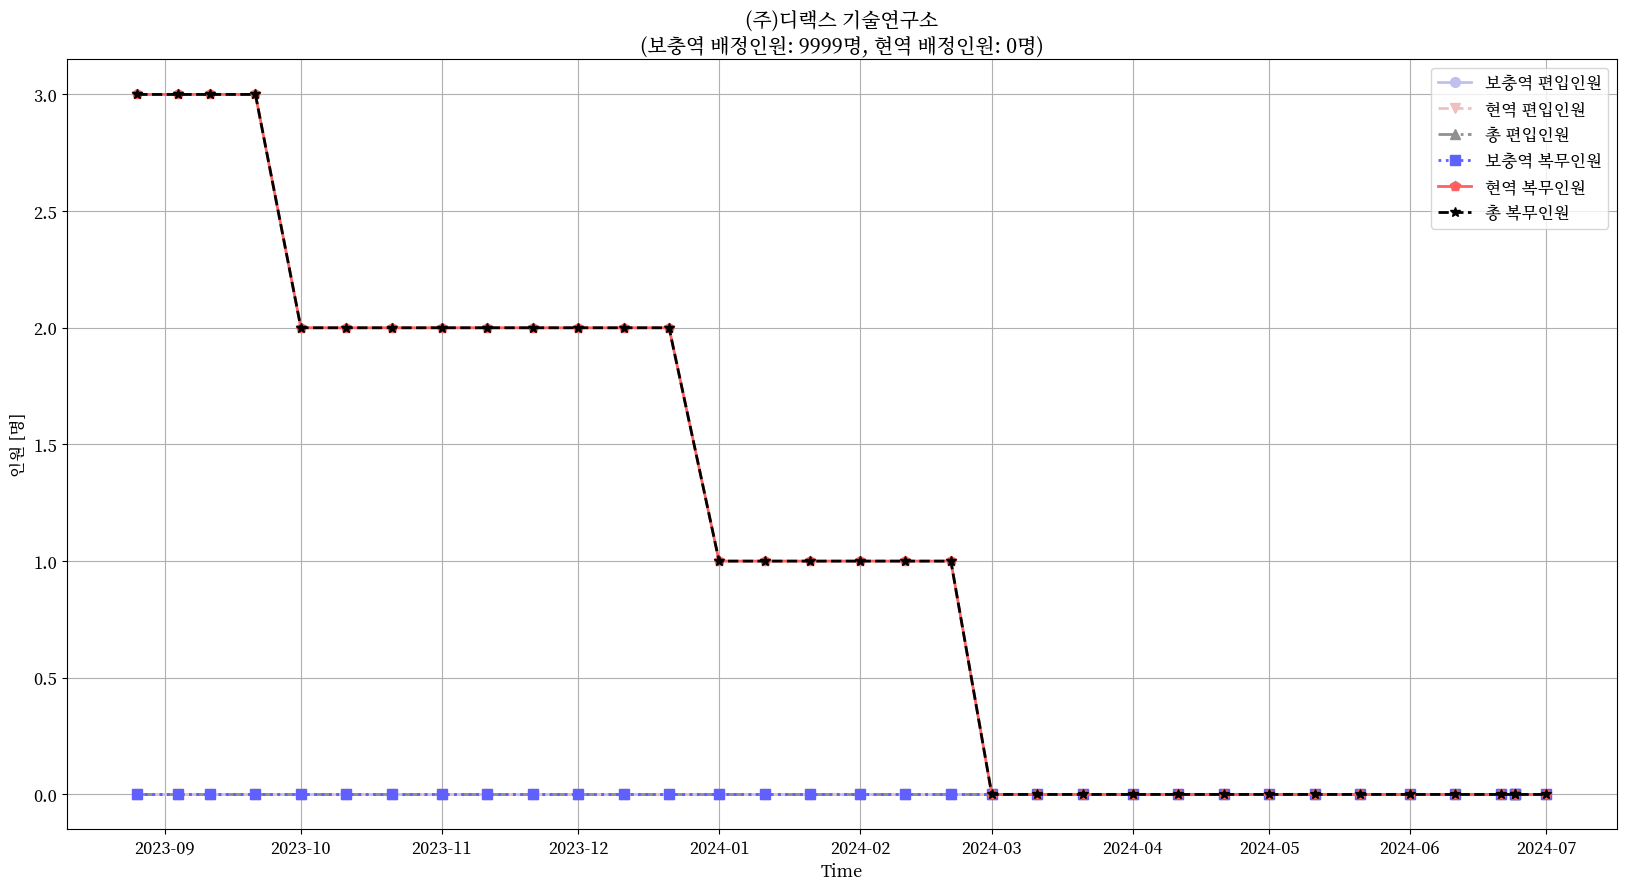 (주)디랙스 기술연구소
(보충역 배정인원: 9999명, 현역 배정인원: 0명)
보충역 편입인원
현역 편입인원
총 편입인원
보충역 복무인원
현역 복무인원
총 복무인원
인원 [명]
3.0
2.5
2.0
1.5
1.0
0.5
0.0
2023-09
2023-10
2023-11
2023-12
2024-01
2024-02
2024-03
2024-04
2024-05
2024-06
2024-07
Time